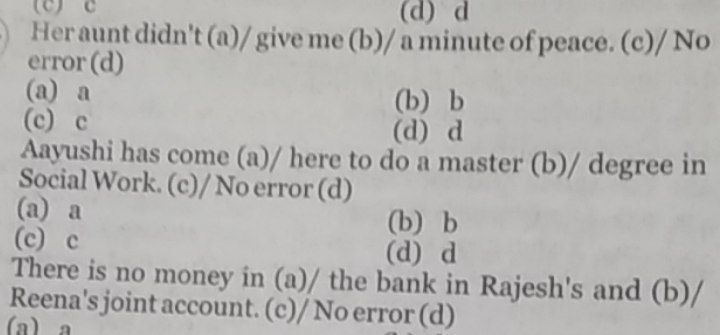 (c) c (d) d
Her aunt didn't (a)/ give me (b)/ a minute of peace. (c)/ No
error (d)
(a) a (b) b
(c) c (d) d
Aayushi has come (a)/ here to do a master (b)/ degree in
Social Work. (c)/ No error (d)
(a) a (b) b
(c) c (d) d
There is no money in (a)/ the bank in Rajesh's and (b)/
Reena's joint account. (c)/ No error (d)
(a) a